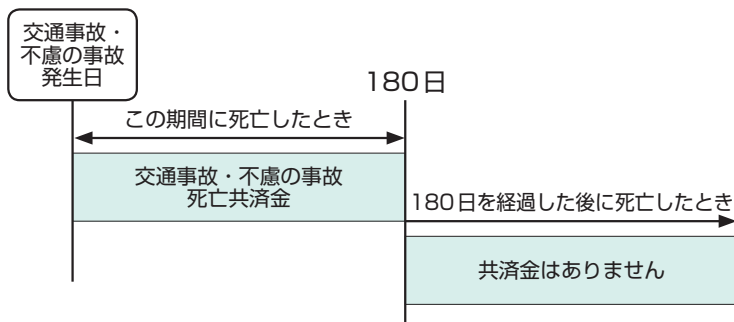 交通事故・
不慮の事故
発生日
180日
この期間に死亡したとき
交通事故・不慮の事故
死亡共済金
180日を経過した後に死亡したとき
共済金はありません